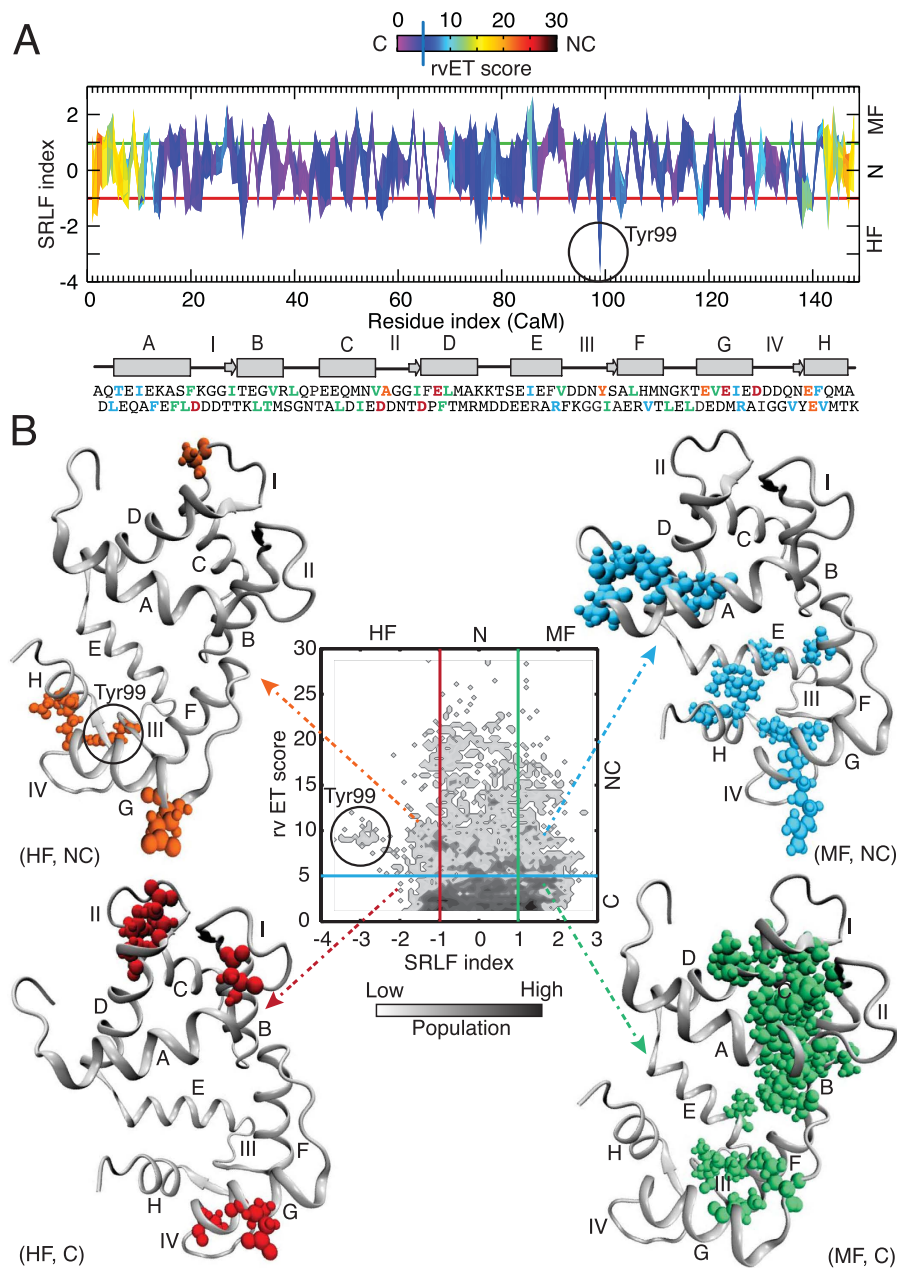 A
0 10 20 30
C NC
rvET score
SRLF index
2
0
-2
-4
MF
N
HF
Tyr99
0 20 40 60 80 100 120 140
Residue index (CaM)
A I B C II D E III F G IV H
AQTEIEKASFKGGITEGVRLQPEEQMNVAGGIFELMAKKTSEIEFVDDNYSALHMNGKTEVEIEDDDQNEFQMA
DLEQAFEFLDDDTTKLTMSGNTALDIEDDNTDPFTMRMDDEERARFKGGIAERVTLELDEDMRAIGGVYEVMTK
B
I
D
C
II
A
B
E
H
Tyr99
III
F
IV
G
(HF, NC)
II
I
D
C
B
A
E
III
F
H
G
IV
(MF, NC)
HF N MF
30
25
20
15
10
5
0
rv ET score
Tyr99
NC
C
-4 -3 -2 -1 0 1 2 3
SRLF index
Low High
Population
II
I
C
D
B
A
E
III
F
H
G
IV
(HF, C)
I
D
C
II
A
B
E
H
F
III
IV
G
(MF, C)